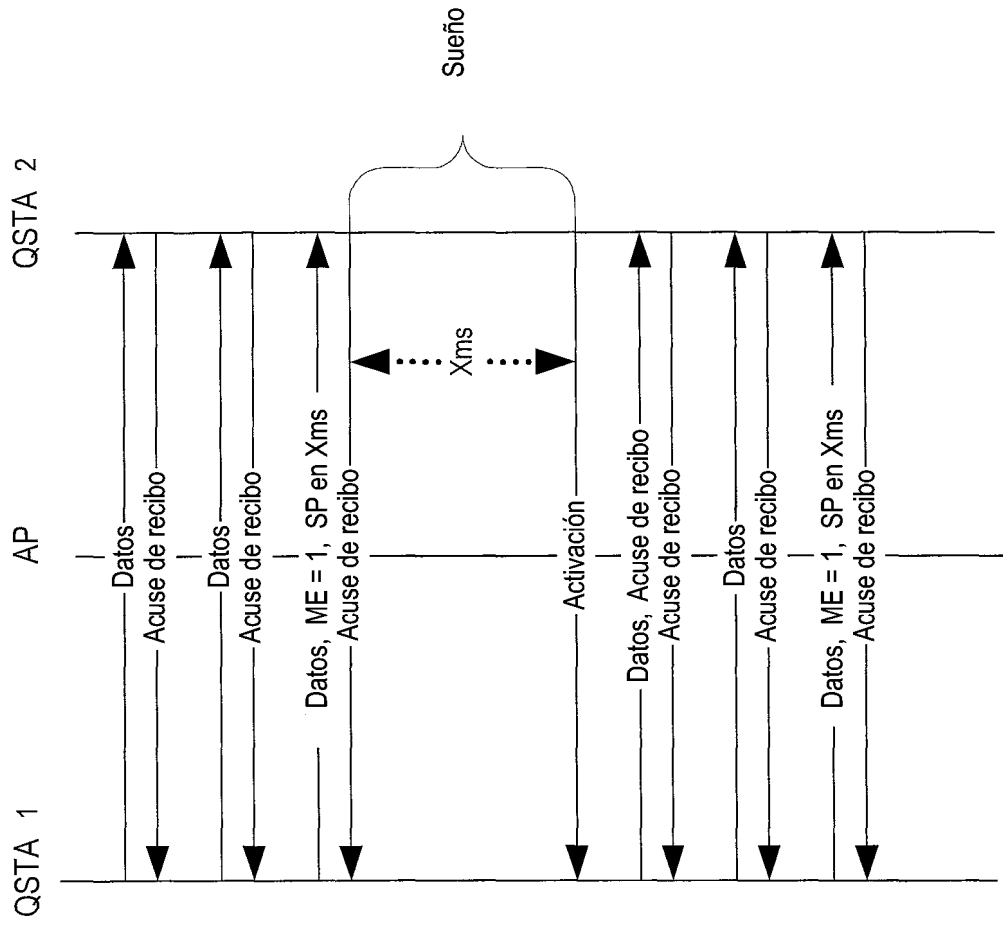 QSTA 1
AP
QSTA 2
Datos
Acuse de recibo
Datos
Acuse de recibo
Datos, ME = 1, SP en Xms
Acuse de recibo
Xms
Sueño
Activación
Datos, Acuse de recibo
Acuse de recibo
Datos
Acuse de recibo
Datos, ME = 1, SP en Xms
Acuse de recibo